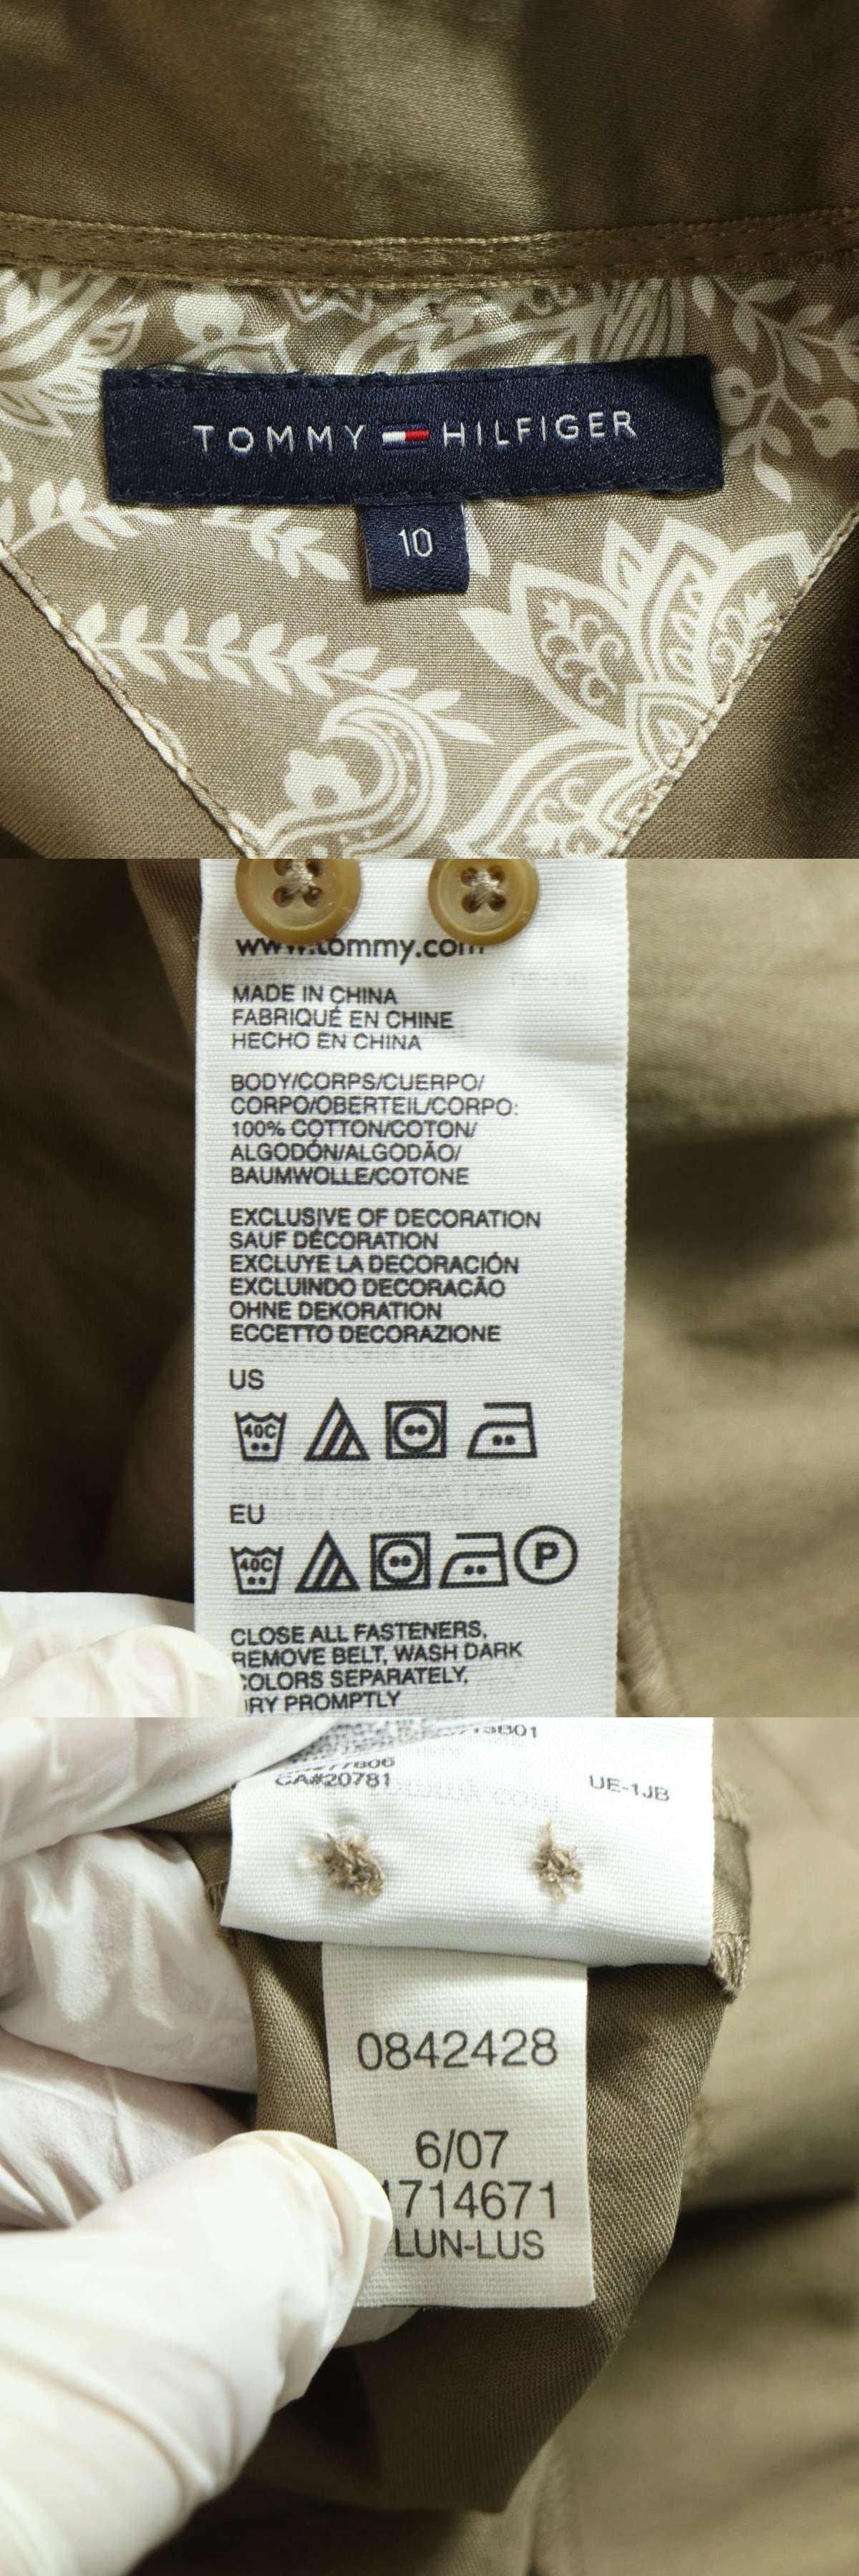 TOMMY HILFIGER
10
www.tommy.com
MADE IN CHINA
FABRIQUÉ EN CHINE
HECHO EN CHINA
BODY/CORPS/CUERPO/
CORPO/OBERTEIL/CORPO:
100% COTTON/COTON/
ALGODÓN/ALGODÃO/
BAUMWOLLE/COTONE
EXCLUSIVE OF DECORATION
SAUF DÉCORATION
EXCLUYE LA DECORACIÓN
EXCLUINDO DECORACÃO
OHNE DEKORATION
ECCETTO DECORAZIONE
US
40C
EU
40C P
CLOSE ALL FASTENERS,
REMOVE BELT, WASH DARK
COLORS SEPARATELY,
DRY PROMPTLY
CA#20781 UE-1JB
0842428
6/07
1714671
LUN-LUS